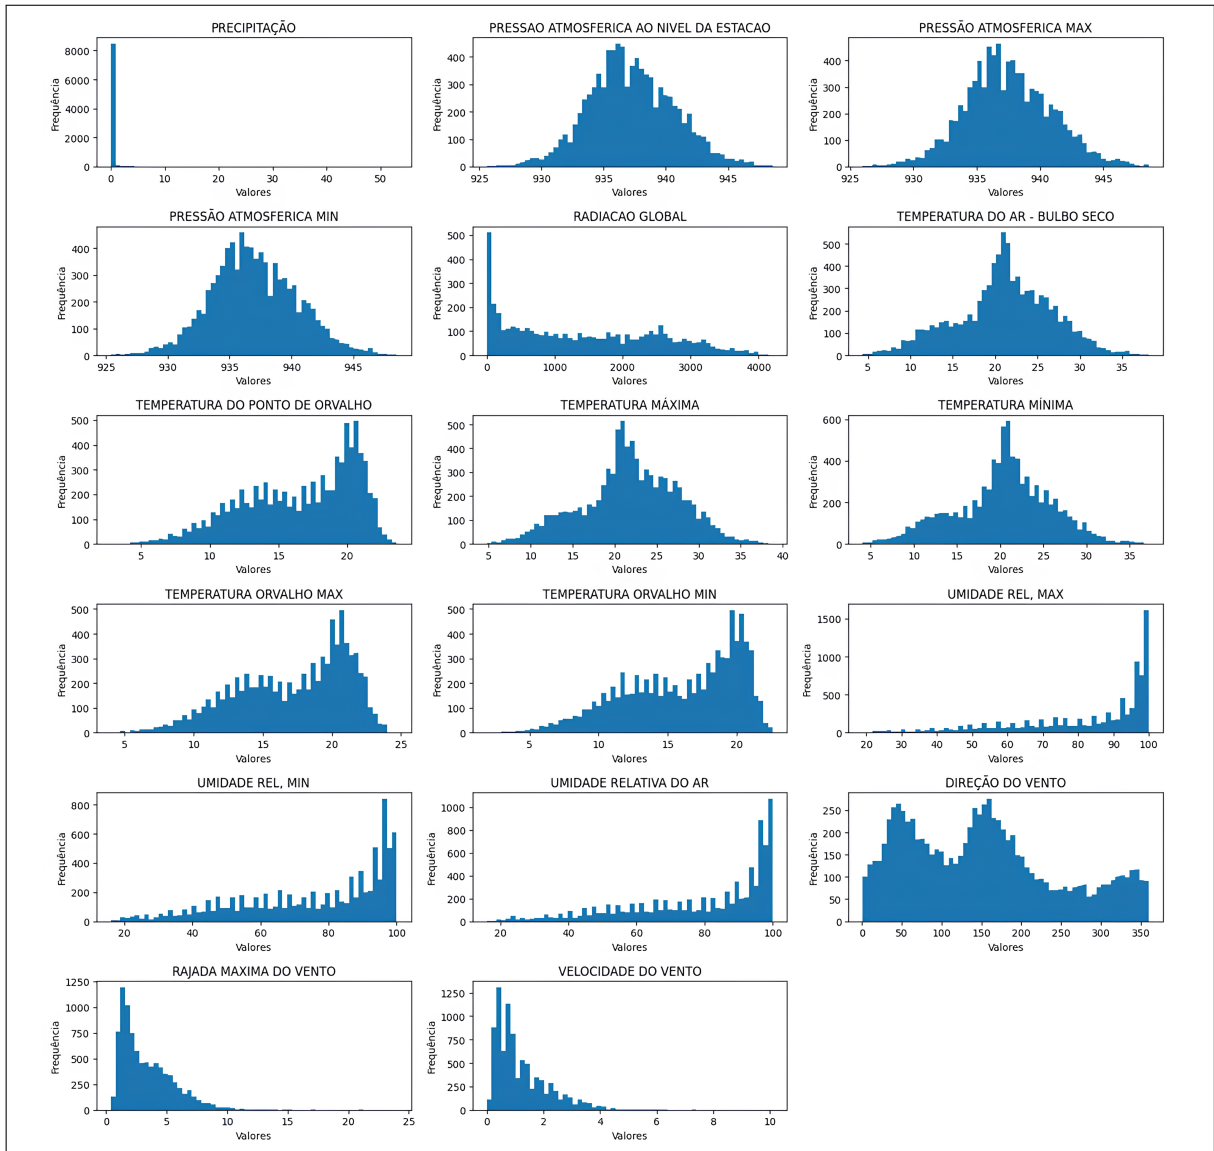 PRECIPITAÇÃO
8000
6000
4000
2000
0
Frequência
0 10 20 30 40 50
Valores
PRESSAO ATMOSFERICA AO NIVEL DA ESTACAO
400
300
200
100
0
Frequência
925 930 935 940 945
Valores
PRESSÃO ATMOSFERICA MAX
400
300
200
100
0
Frequência
925 930 935 940 945
Valores
PRESSÃO ATMOSFERICA MIN
400
300
200
100
0
Frequência
925 930 935 940 945
Valores
RADIACAO GLOBAL
500
400
300
200
100
0
Frequência
0 1000 2000 3000 4000
Valores
TEMPERATURA DO AR - BULBO SECO
500
400
300
200
100
0
Frequência
5 10 15 20 25 30 35
Valores
TEMPERATURA DO PONTO DE ORVALHO
500
400
300
200
100
0
Frequência
5 10 15 20
Valores
TEMPERATURA MÁXIMA
500
400
300
200
100
0
Frequência
5 10 15 20 25 30 35 40
Valores
TEMPERATURA MÍNIMA
600
400
200
0
Frequência
5 10 15 20 25 30 35
Valores
TEMPERATURA ORVALHO MAX
500
400
300
200
100
0
Frequência
5 10 15 20 25
Valores
TEMPERATURA ORVALHO MIN
500
400
300
200
100
0
Frequência
5 10 15 20
Valores
UMIDADE REL, MAX
1500
1000
500
0
Frequência
20 30 40 50 60 70 80 90 100
Valores
UMIDADE REL, MIN
800
600
400
200
0
Frequência
20 40 60 80 100
Valores
UMIDADE RELATIVA DO AR
1000
800
600
400
200
0
Frequência
20 40 60 80 100
Valores
DIREÇÃO DO VENTO
250
200
150
100
50
0
Frequência
0 50 100 150 200 250 300 350
Valores
RAJADA MAXIMA DO VENTO
1250
1000
750
500
250
0
Frequência
0 5 10 15 20 25
Valores
VELOCIDADE DO VENTO
1250
1000
750
500
250
0
Frequência
0 2 4 6 8 10
Valores